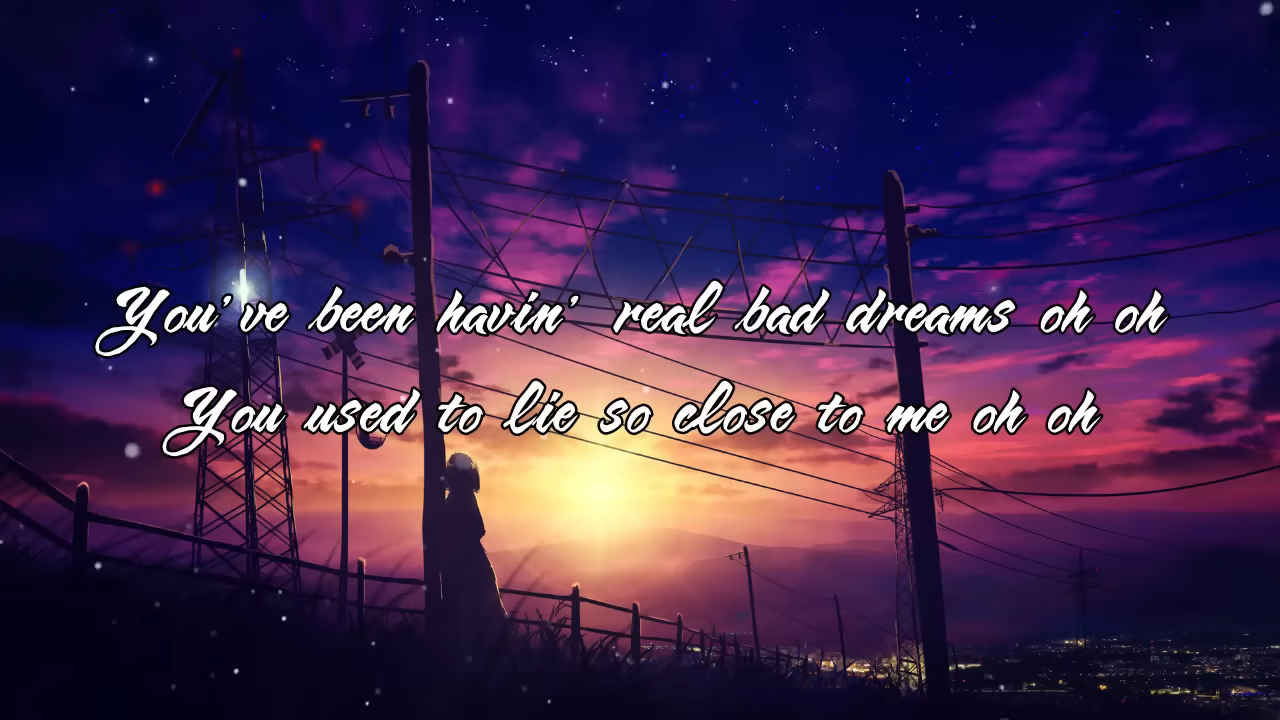 You've been havin' real bad dreams oh oh
You used to lie so close to me oh oh